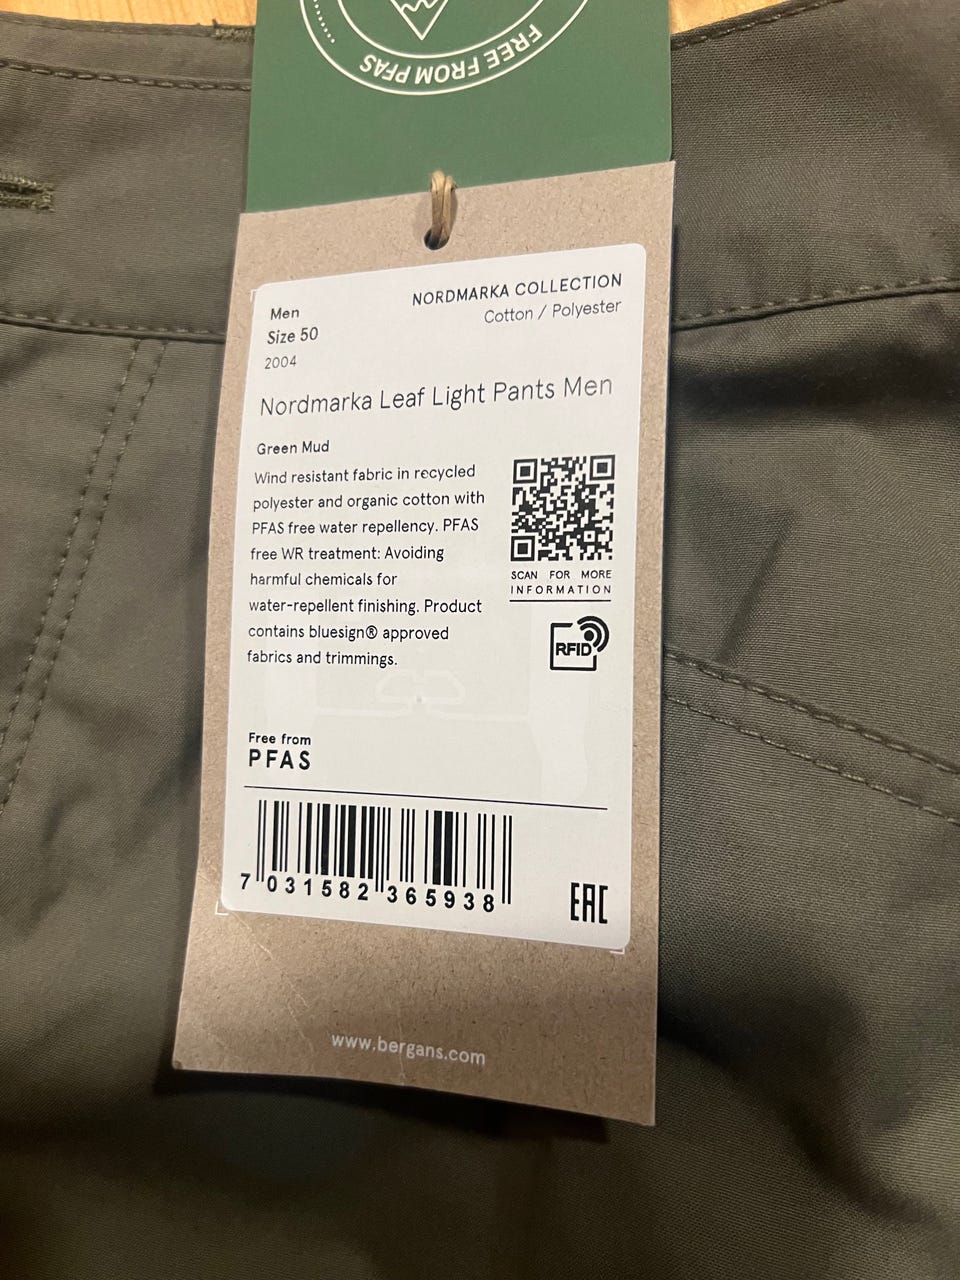 FREE FROM PFAS
Men
Size 50
2004
NORDMARKA COLLECTION
Cotton / Polyester
Nordmarka Leaf Light Pants Men
Green Mud
Wind resistant fabric in recycled
polyester and organic cotton with
PFAS free water repellency. PFAS
free WR treatment: Avoiding
harmful chemicals for
water-repellent finishing. Product
contains bluesign® approved
fabrics and trimmings.
SCAN FOR MORE
INFORMATION
RFID
Free from
PFAS
7 031582 365938
EAC
www.bergans.com